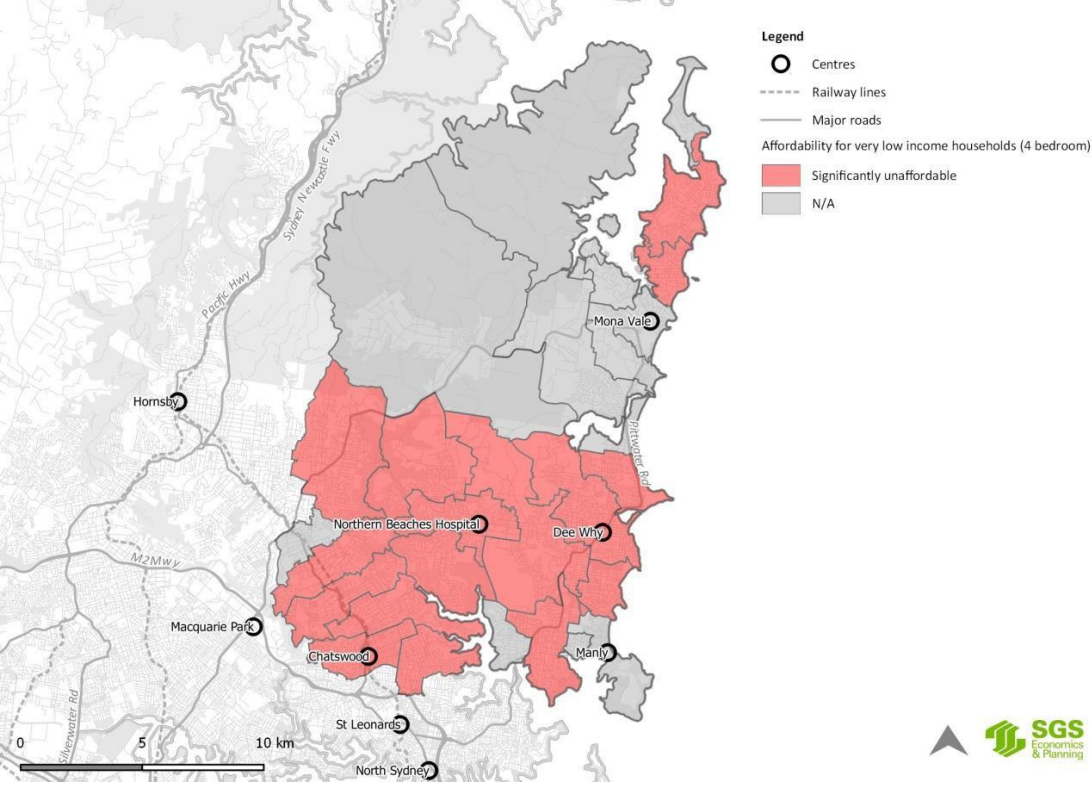 Legend
Centres
Railway lines
Major roads
Affordability for very low income households (4 bedroom)
Significantly unaffordable
N/A
Sydney Newcastle Fwy
Pacific Hwy
Mona Vale
Hornsby
Pittwater Rd
Northern Beaches Hospital
Dee Why
M2Mwy
Macquarie Park
Chatswood
Manly
Silverwater Rd
St Leonards
North Sydney
0 5 10 km
SGS
Economics
& Planning